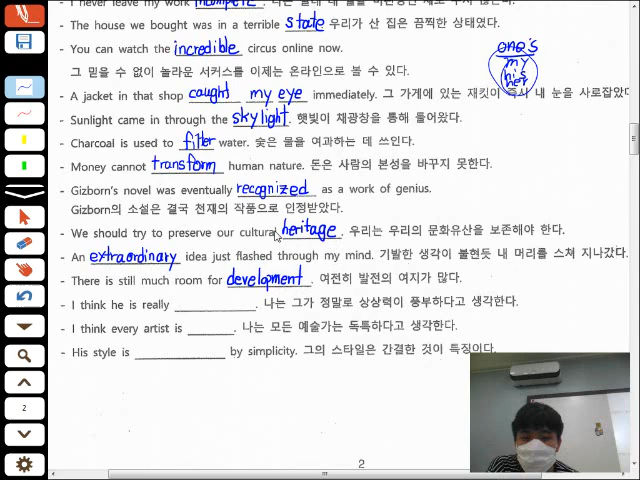 - I never leave my work incomplete.
- The house we bought was in a terrible state 우리가 산 집은 끔찍한 상태였다.
- You can watch the incredible circus online now.
그 믿을 수 없이 놀라운 서커스를 이제는 온라인으로 볼 수 있다.
one's
my
his
her
- A jacket in that shop caught my eye immediately. 그 가게에 있는 재킷이 즉시 내 눈을 사로잡았다
- Sunlight came in through the skylight. 햇빛이 채광창을 통해 들어왔다.
- Charcoal is used to filter water. 숯은 물을 여과하는 데 쓰인다.
- Money cannot transform human nature. 돈은 사람의 본성을 바꾸지 못한다.
- Gizborn's novel was eventually recognized as a work of genius.
Gizborn의 소설은 결국 천재의 작품으로 인정받았다.
- We should try to preserve our cultural heritage. 우리는 우리의 문화유산을 보존해야 한다.
- An extraordinary idea just flashed through my mind. 기발한 생각이 불현듯 내 머리를 스쳐 지나갔다.
- There is still much room for development. 여전히 발전의 여지가 많다.
- I think he is really ____________. 나는 그가 정말로 상상력이 풍부하다고 생각한다.
- I think every artist is _______. 나는 모든 예술가는 독특하다고 생각한다.
- His style is _____________ by simplicity. 그의 스타일은 간결한 것이 특징이다.
2
2